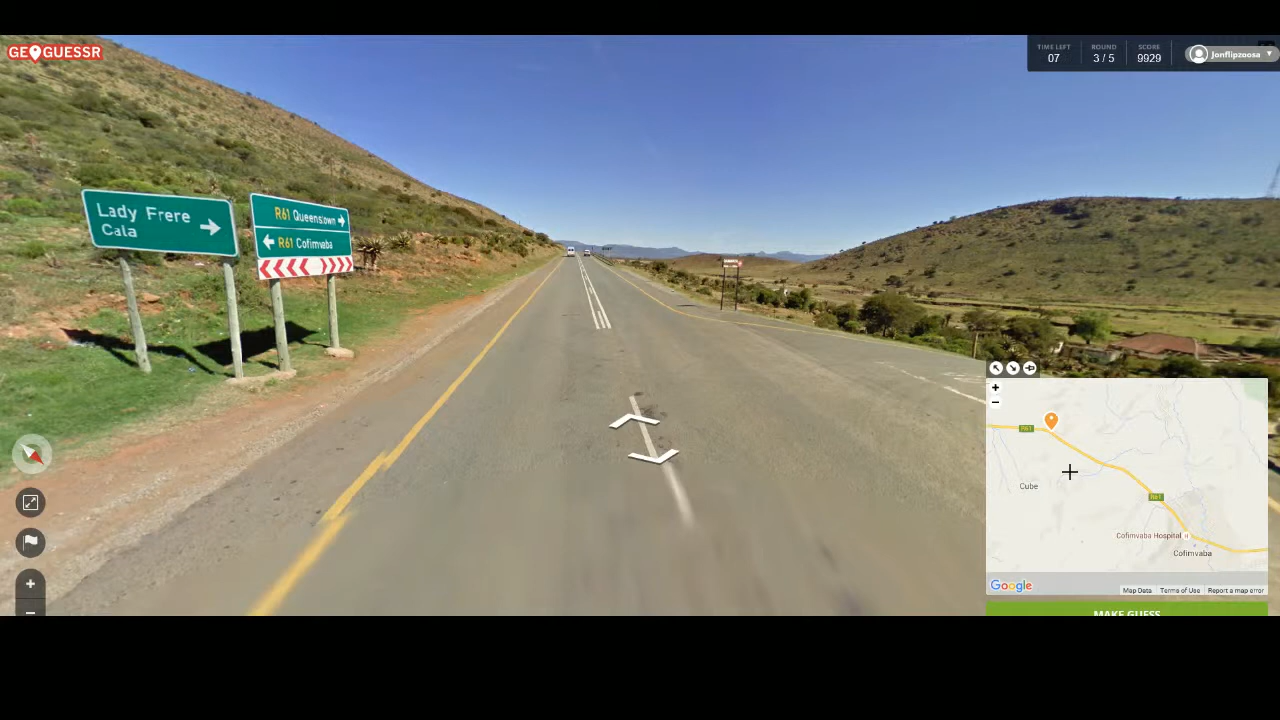 GEOGUESSR
TIME LEFT
07
ROUND
3 / 5
SCORE
9929
Jonflipzoosa
Lady Frere
Cala
R61 Queenstown
R61 Cofimvaba
+
−
R61
Cube
R61
Cofimvaba Hospital
H
Cofimvaba
Google
Map Data
Terms of Use
Report a map error
MAKE GUESS
+